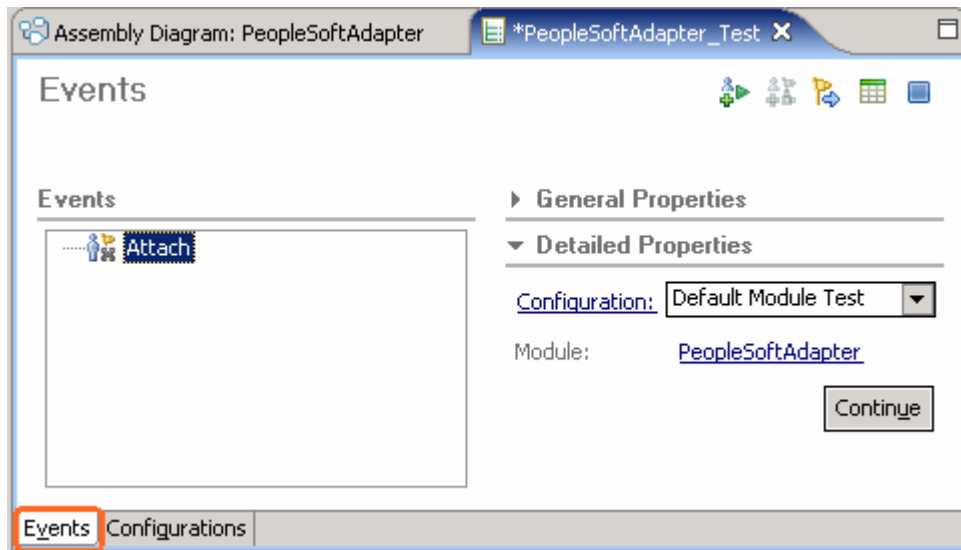 Assembly Diagram: PeopleSoftAdapter
*PeopleSoftAdapter_Test
Events
Events
Attach
General Properties
Detailed Properties
Configuration: Default Module Test
Module: PeopleSoftAdapter
Continue
Events
Configurations